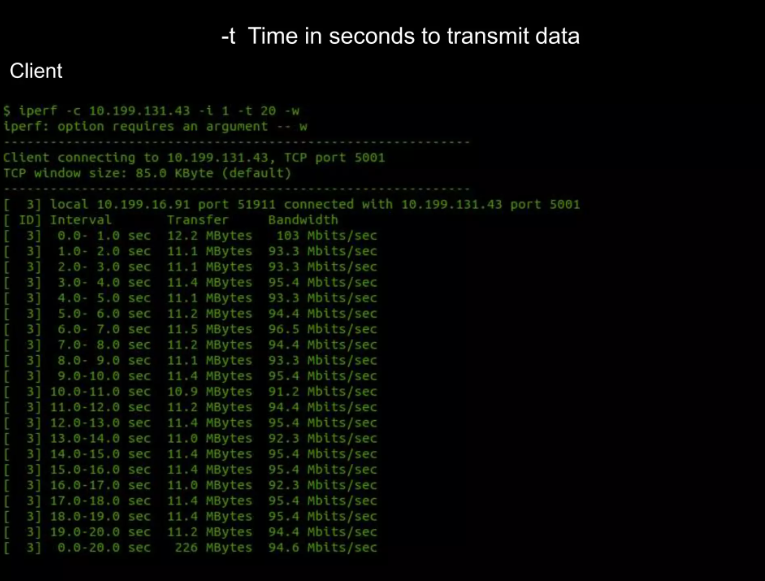 -t Time in seconds to transmit data
Client
$ iperf -c 10.199.131.43 -i 1 -t 20 -w
iperf: option requires an argument -- w
------------------------------------------------------------
Client connecting to 10.199.131.43, TCP port 5001
TCP window size: 85.0 KByte (default)
------------------------------------------------------------
[  3] local 10.199.16.91 port 51911 connected with 10.199.131.43 port 5001
[ ID] Interval       Transfer     Bandwidth
[  3]  0.0- 1.0 sec  12.2 MBytes   103 Mbits/sec
[  3]  1.0- 2.0 sec  11.1 MBytes  93.3 Mbits/sec
[  3]  2.0- 3.0 sec  11.1 MBytes  93.3 Mbits/sec
[  3]  3.0- 4.0 sec  11.4 MBytes  95.4 Mbits/sec
[  3]  4.0- 5.0 sec  11.1 MBytes  93.3 Mbits/sec
[  3]  5.0- 6.0 sec  11.2 MBytes  94.4 Mbits/sec
[  3]  6.0- 7.0 sec  11.5 MBytes  96.5 Mbits/sec
[  3]  7.0- 8.0 sec  11.2 MBytes  94.4 Mbits/sec
[  3]  8.0- 9.0 sec  11.1 MBytes  93.3 Mbits/sec
[  3]  9.0-10.0 sec  11.4 MBytes  95.4 Mbits/sec
[  3] 10.0-11.0 sec  10.9 MBytes  91.2 Mbits/sec
[  3] 11.0-12.0 sec  11.2 MBytes  94.4 Mbits/sec
[  3] 12.0-13.0 sec  11.4 MBytes  95.4 Mbits/sec
[  3] 13.0-14.0 sec  11.0 MBytes  92.3 Mbits/sec
[  3] 14.0-15.0 sec  11.4 MBytes  95.4 Mbits/sec
[  3] 15.0-16.0 sec  11.4 MBytes  95.4 Mbits/sec
[  3] 16.0-17.0 sec  11.0 MBytes  92.3 Mbits/sec
[  3] 17.0-18.0 sec  11.4 MBytes  95.4 Mbits/sec
[  3] 18.0-19.0 sec  11.4 MBytes  95.4 Mbits/sec
[  3] 19.0-20.0 sec  11.2 MBytes  94.4 Mbits/sec
[  3]  0.0-20.0 sec   226 MBytes  94.6 Mbits/sec